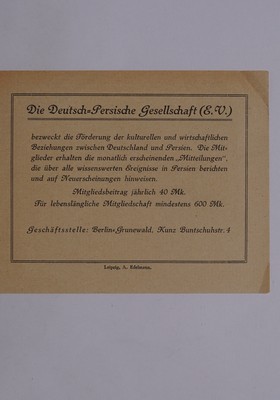 Die Deutsch-Persische Gesellschaft (E.V.)
bezweckt die Förderung der kulturellen und wirtschaftlichen
Beziehungen zwischen Deutschland und Persien. Die Mit-
glieder erhalten die monatlich erscheinenden „Mitteilungen“,
die über alle wissenswerten Ereignisse in Persien berichten
und auf Neuerscheinungen hinweisen.
Mitgliedsbeitrag jährlich 40 Mk.
Für lebenslängliche Mitgliedschaft mindestens 600 Mk.
Geschäftsstelle: Berlin-Grunewald, Kunz Buntschuhstr. 4
Leipzig, A.